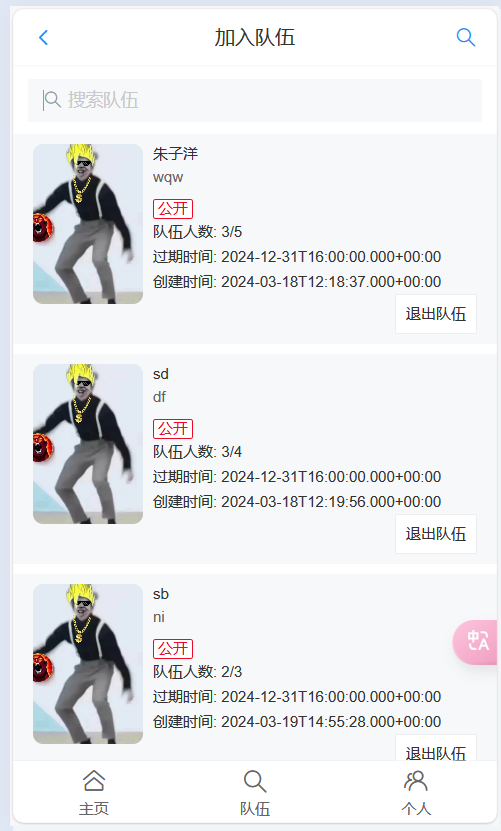 加入队伍
搜索队伍
朱子洋
wqw
公开
队伍人数: 3/5
过期时间: 2024-12-31T16:00:00.000+00:00
创建时间: 2024-03-18T12:18:37.000+00:00
退出队伍
sd
df
公开
队伍人数: 3/4
过期时间: 2024-12-31T16:00:00.000+00:00
创建时间: 2024-03-18T12:19:56.000+00:00
退出队伍
sb
ni
公开
队伍人数: 2/3
过期时间: 2024-12-31T16:00:00.000+00:00
创建时间: 2024-03-19T14:55:28.000+00:00
退出队伍
中A
主页 队伍 个人